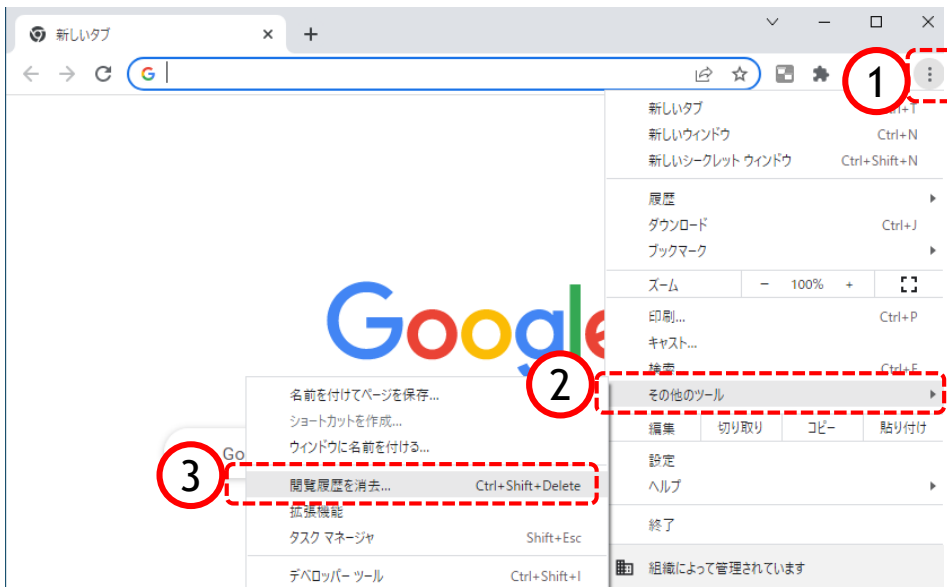 新しいタブ
1
新しいタブ Ctrl+T
新しいウィンドウ Ctrl+N
新しいシークレット ウィンドウ Ctrl+Shift+N
履歴
ダウンロード Ctrl+J
ブックマーク
ズーム - 100% +
印刷... Ctrl+P
キャスト...
検索... Ctrl+F
Google
2
その他のツール
編集 切り取り コピー 貼り付け
設定
ヘルプ
終了
組織によって管理されています
名前を付けてページを保存...
ショートカットを作成...
ウィンドウに名前を付ける...
Go
3
閲覧履歴を消去... Ctrl+Shift+Delete
拡張機能
タスク マネージャ Shift+Esc
デベロッパー ツール Ctrl+Shift+I